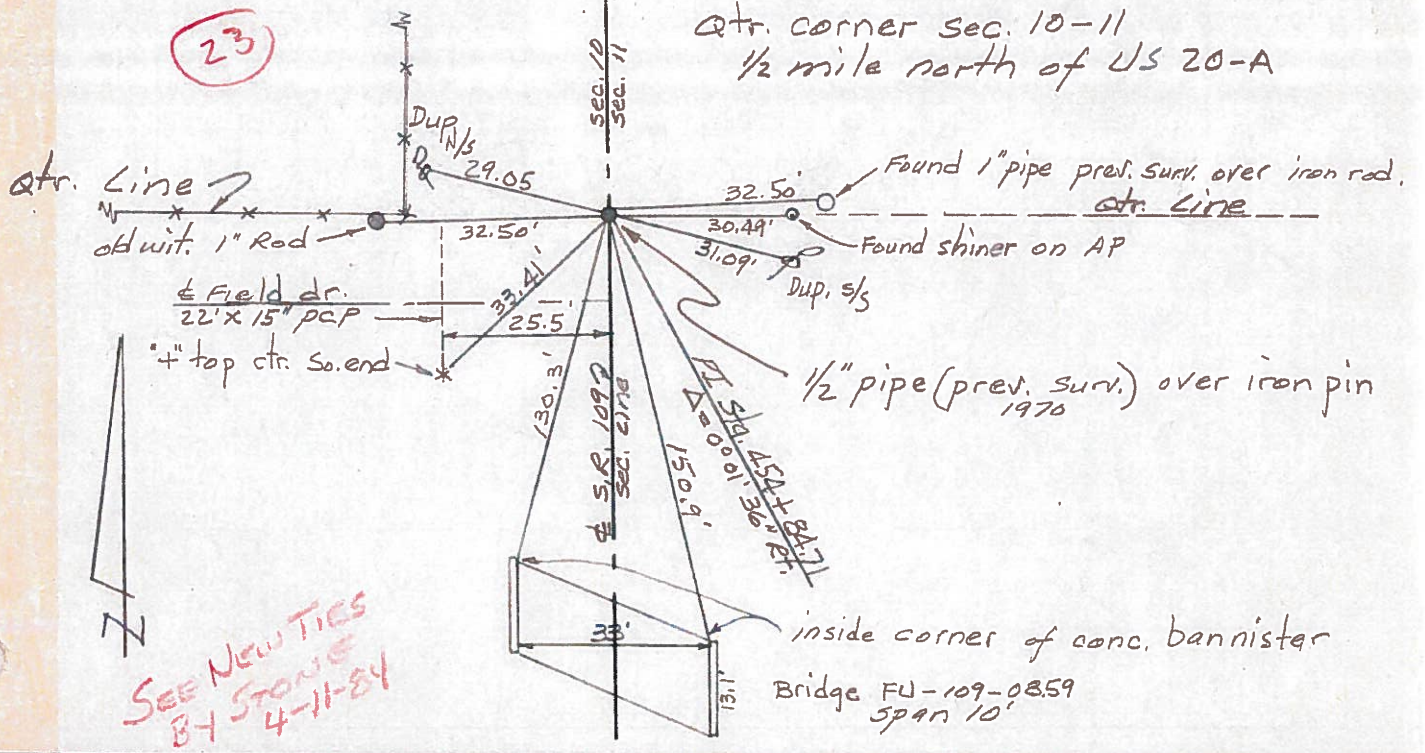 23
Qtr. corner sec. 10-11
1/2 mile north of US 20-A
sec. 10
sec. 11
Dup N/S
29.05
Qtr. Line
old wit. 1" Rod
32.50'
32.50'
Found 1" pipe prev. surv. over iron rod.
Qtr. Line
30.49'
Found shiner on AP
31.09'
Dup. S/S
℄ Field dr.
22' X 15" PCP
33.41'
25.5'
"+" top ctr. So. end
1/2" pipe (prev. surv.) over iron pin
1970
130.3'
℄ S.R. 109
sec. line
150.9'
PI Sta. 454+84.71
Δ=0°01'36" Rt.
N
33'
inside corner of conc. bannister
13.1'
Bridge FU-109-0859
Span 10'
SEE NEW TIES
BY STONE
4-11-84